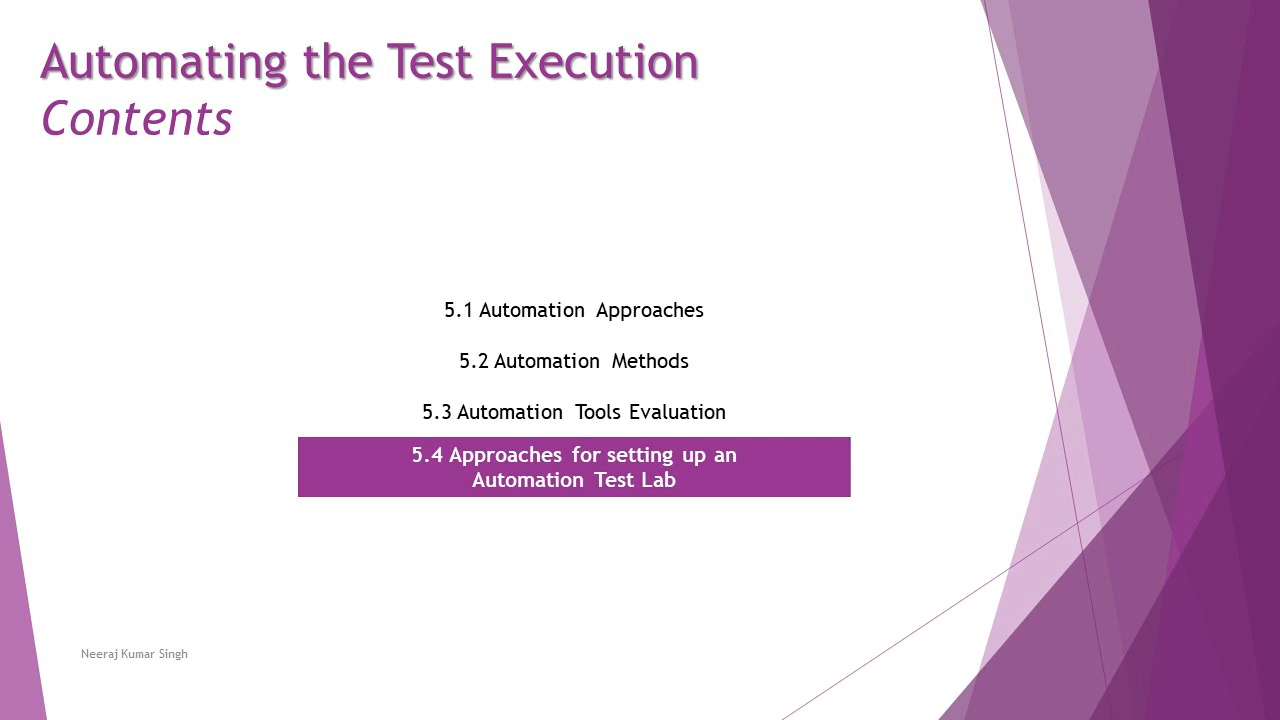 Automating the Test Execution
Contents
5.1 Automation Approaches
5.2 Automation Methods
5.3 Automation Tools Evaluation
5.4 Approaches for setting up an
Automation Test Lab
Neeraj Kumar Singh